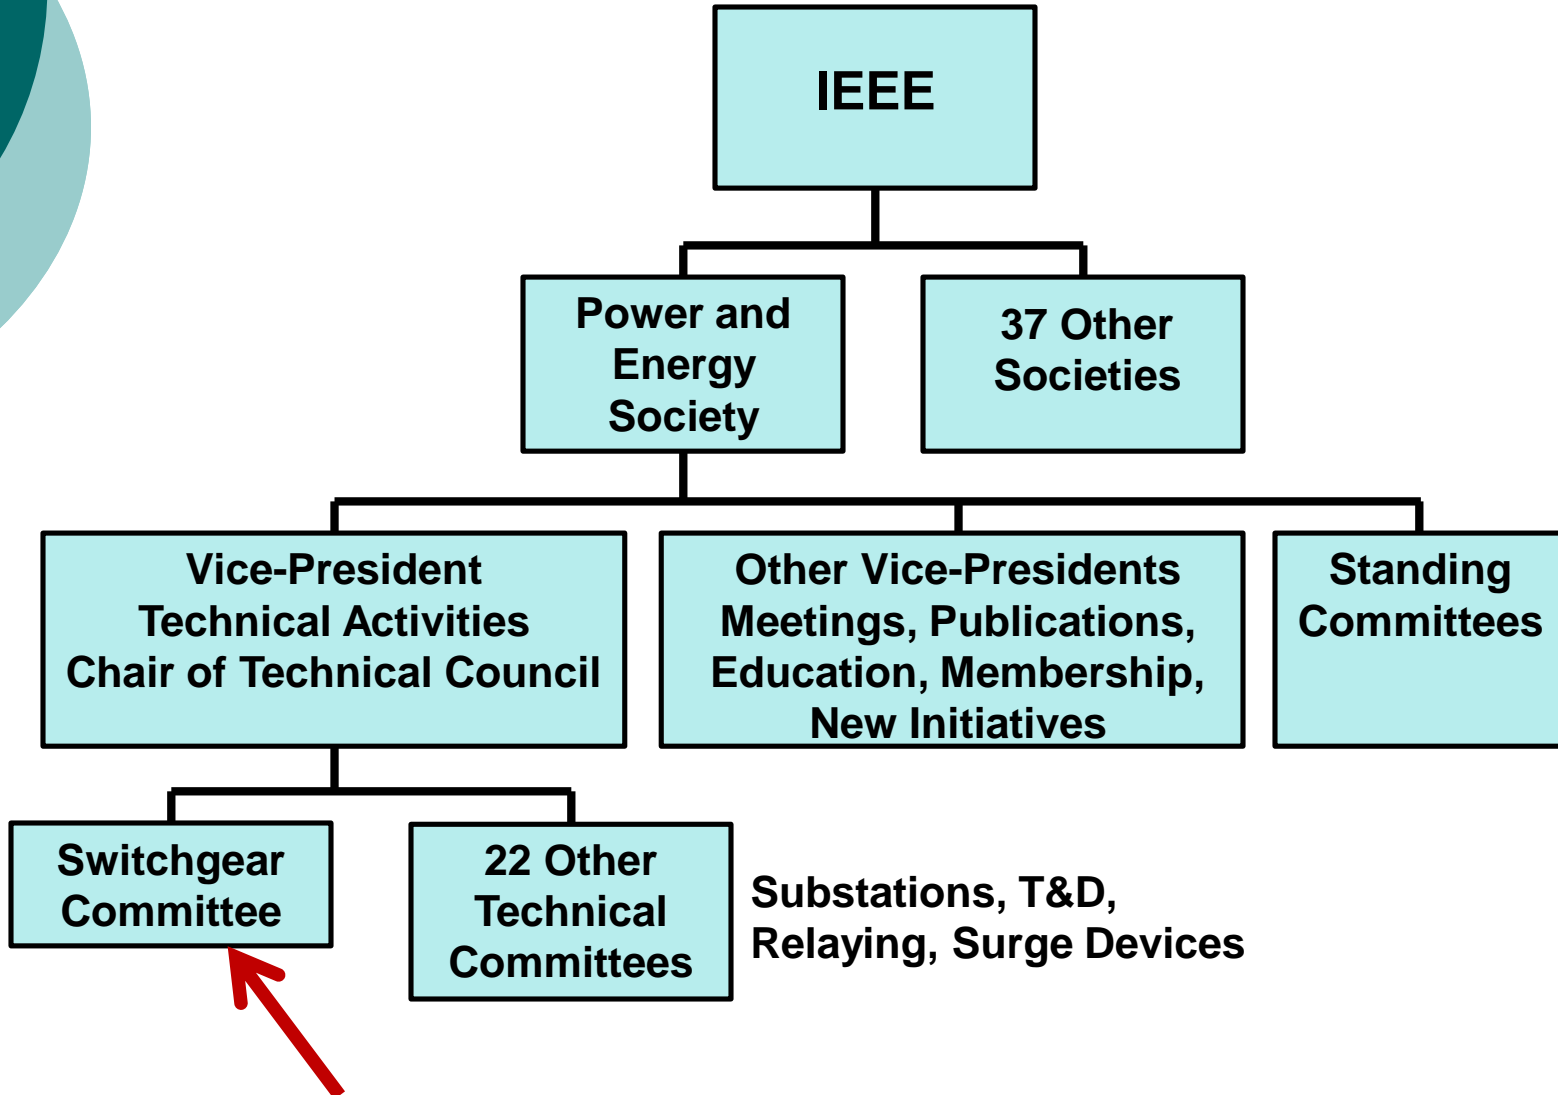 IEEE
Power and
Energy
Society
37 Other
Societies
Vice-President
Technical Activities
Chair of Technical Council
Other Vice-Presidents
Meetings, Publications,
Education, Membership,
New Initiatives
Standing
Committees
Switchgear
Committee
22 Other
Technical
Committees
Substations, T&D,
Relaying, Surge Devices